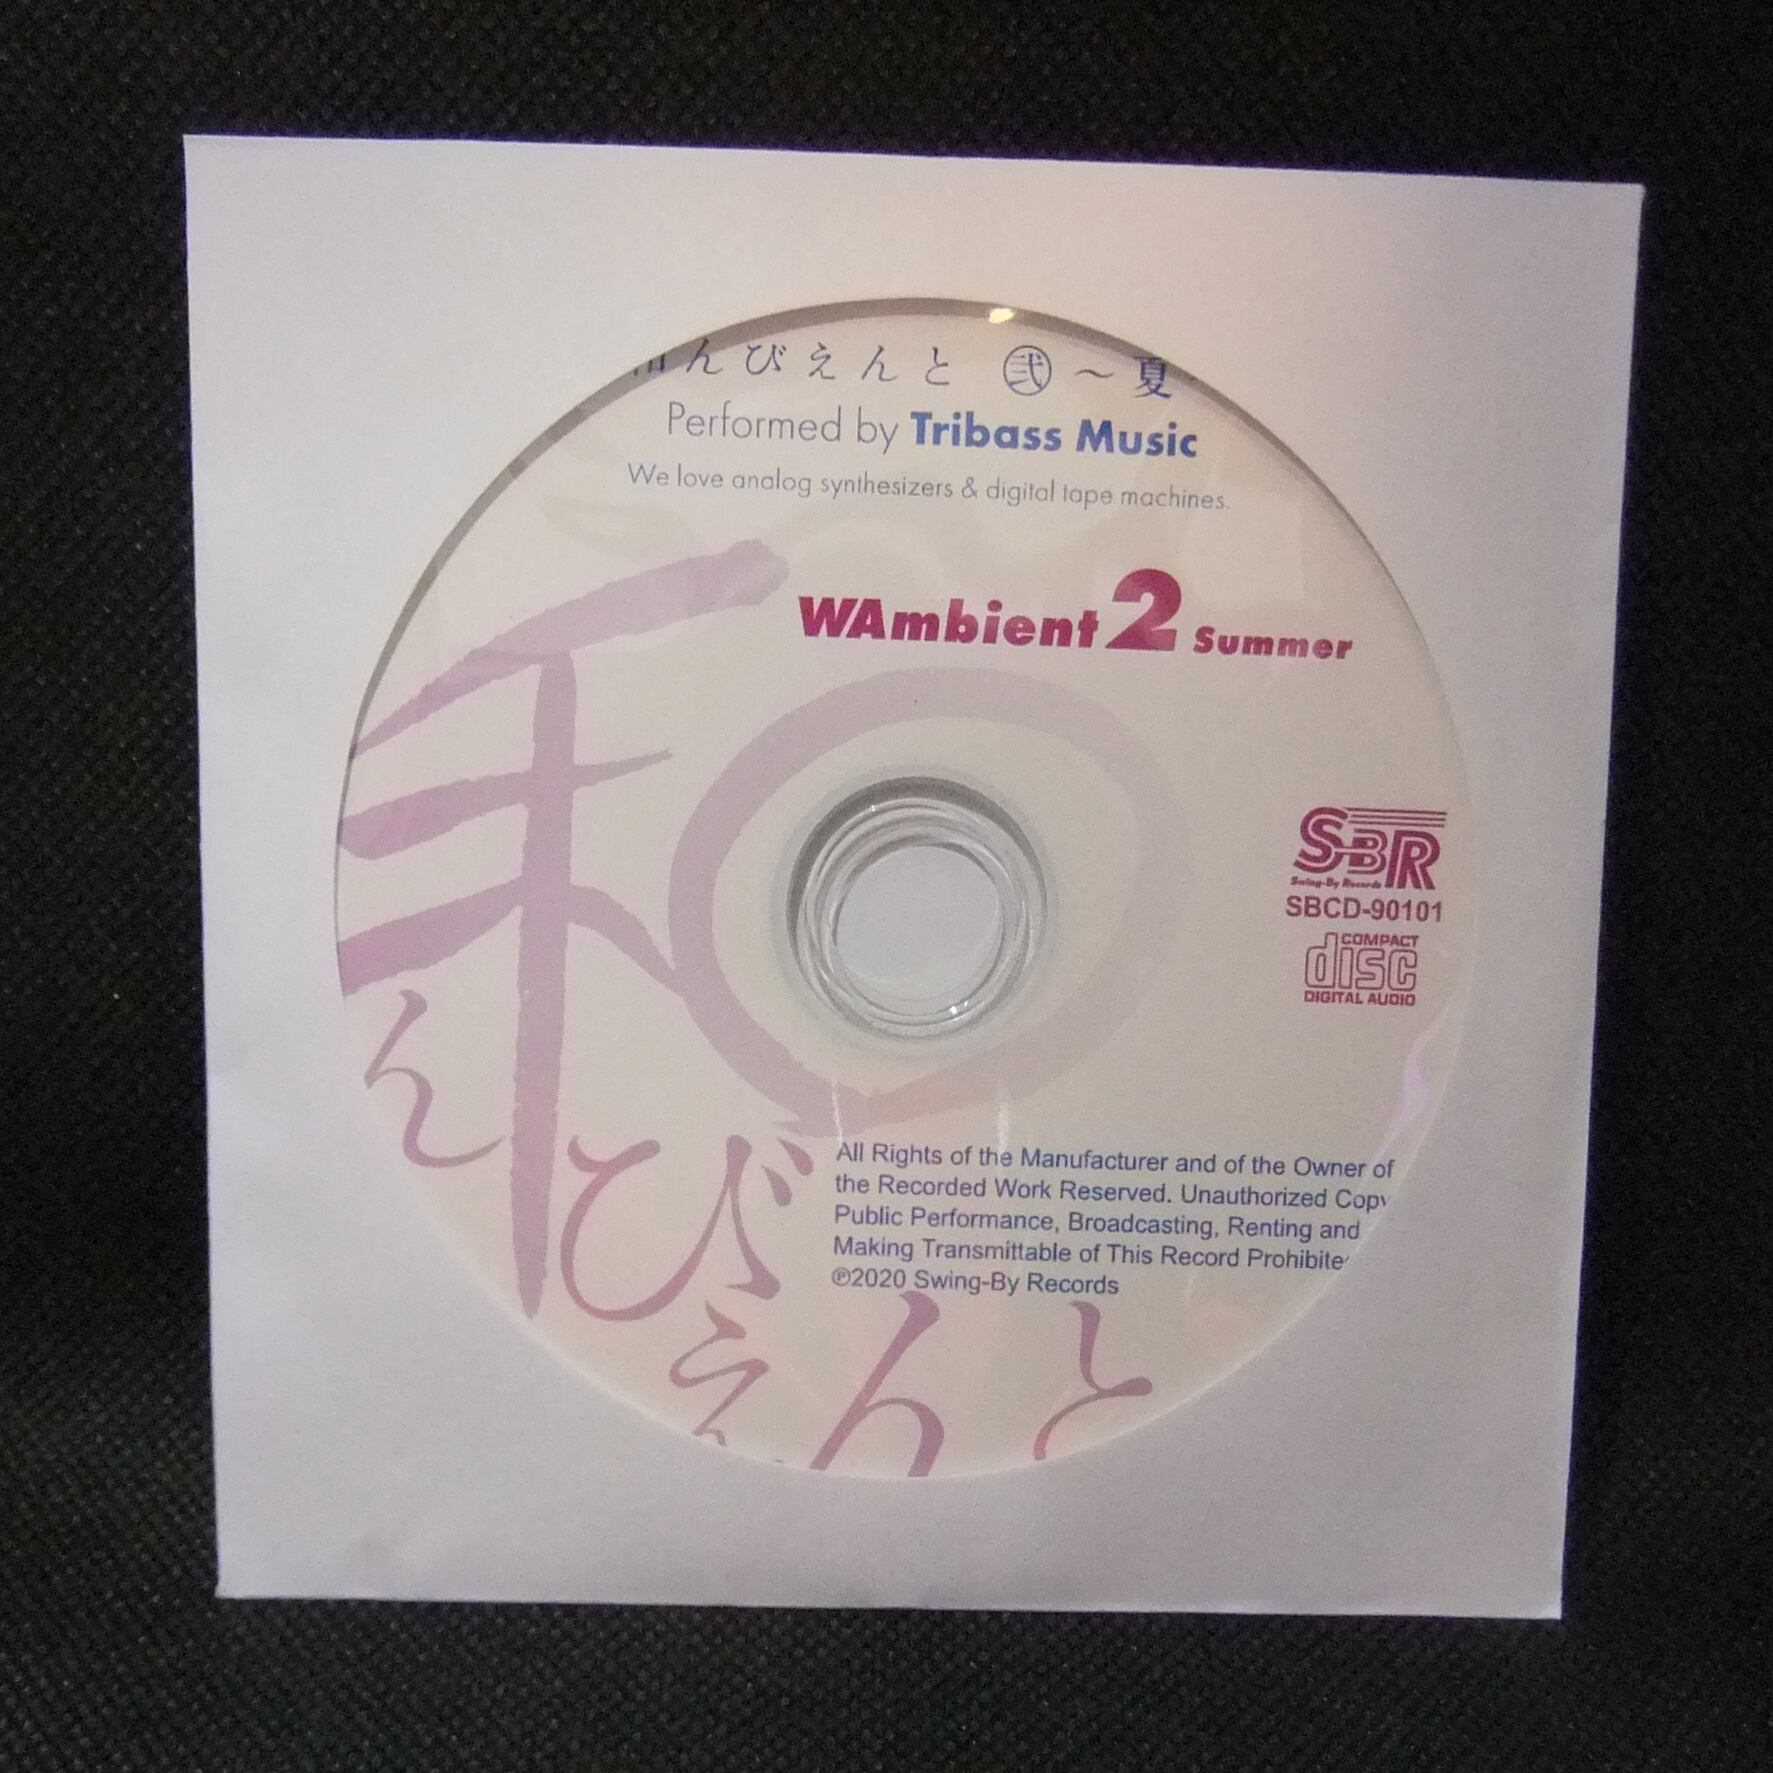 んびえんと ㊁〜夏
Performed by Tribass Music
We love analog synthesizers & digital tape machines.
WAmbient 2 Summer
SBR
Swing-By Records
SBCD-90101
COMPACT
disc
DIGITAL AUDIO
和
んびえんと
All Rights of the Manufacturer and of the Owner of
the Recorded Work Reserved. Unauthorized Copy
Public Performance, Broadcasting, Renting and
Making Transmittable of This Record Prohibite
℗2020 Swing-By Records